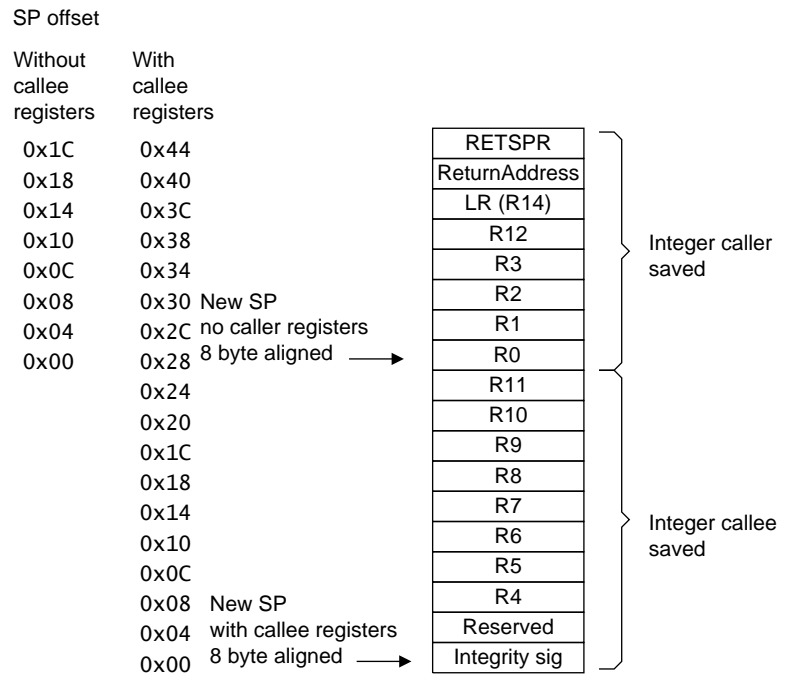 SP offset
Without callee registers
With callee registers
0x1C 0x44 RETSPR
0x18 0x40 ReturnAddress
0x14 0x3C LR (R14)
0x10 0x38 R12
0x0C 0x34 R3
0x08 0x30 R2
0x04 0x2C R1
0x00 0x28 R0
0x24 R11
0x20 R10
0x1C R9
0x18 R8
0x14 R7
0x10 R6
0x0C R5
0x08 R4
0x04 Reserved
0x00 Integrity sig
New SP
no caller registers
8 byte aligned
New SP
with callee registers
8 byte aligned
Integer caller
saved
Integer callee
saved